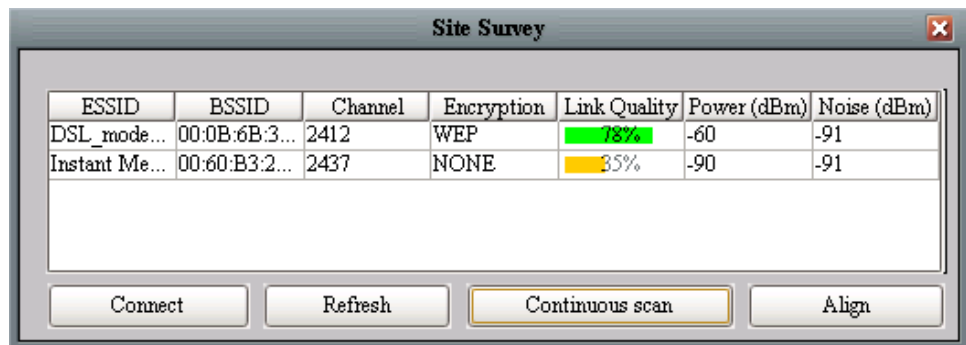 Site Survey
ESSID BSSID Channel Encryption Link Quality Power (dBm) Noise (dBm)
DSL_mode... 00:0B:6B:3... 2412 WEP 78% -60 -91
Instant Me... 00:60:B3:2... 2437 NONE 35% -90 -91
Connect Refresh Continuous scan Align